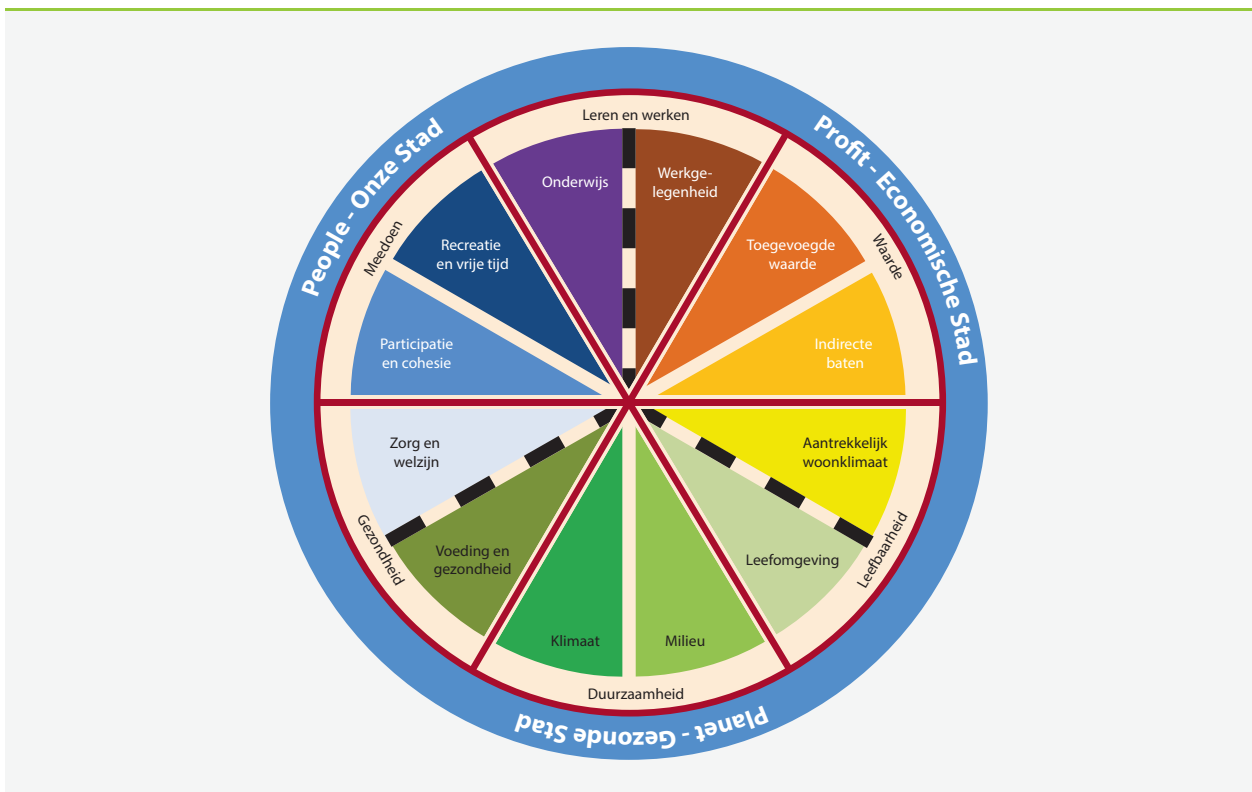 People - Onze Stad
Profit - Economische Stad
Planet - Gezonde Stad
Leren en werken
Waarde
Leefbaarheid
Duurzaamheid
Gezondheid
Meedoen
Onderwijs
Werkge-
legenheid
Toegevoegde
waarde
Indirecte
baten
Aantrekkelijk
woonklimaat
Leefomgeving
Milieu
Klimaat
Voeding en
gezondheid
Zorg en
welzijn
Participatie
en cohesie
Recreatie
en vrije tijd